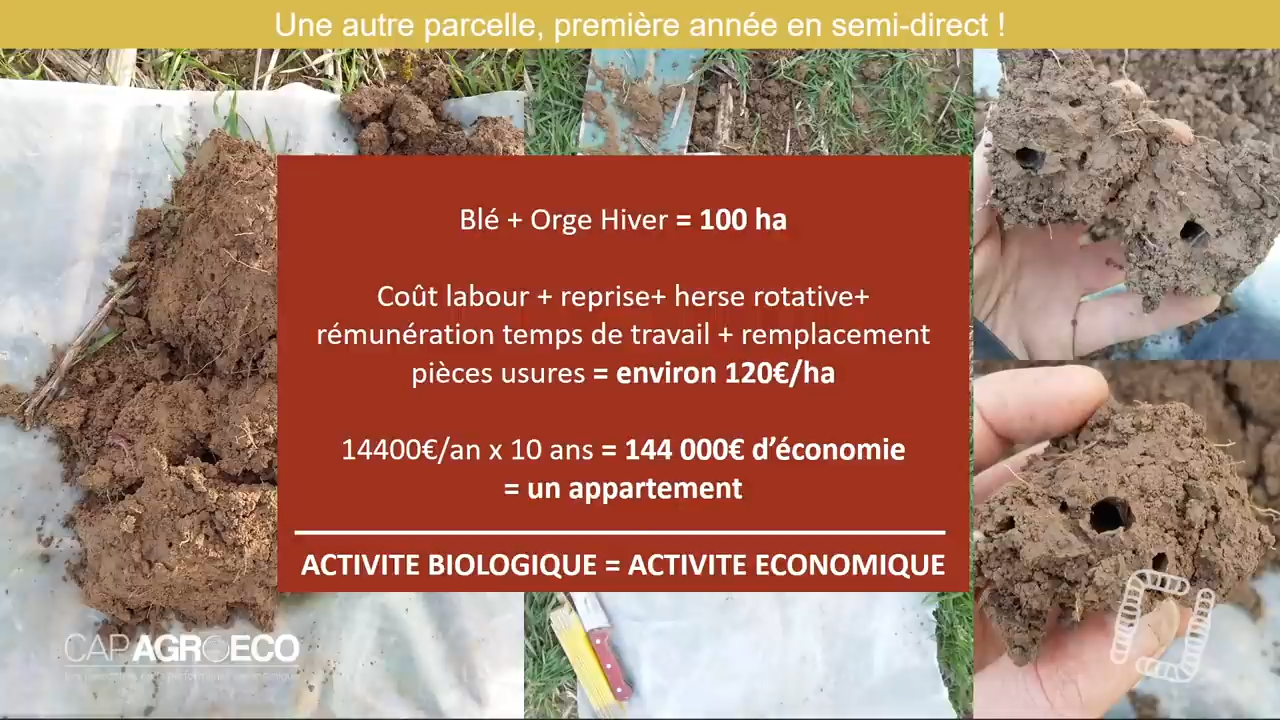 Une autre parcelle, première année en semi-direct !
Blé + Orge Hiver = 100 ha
Coût labour + reprise+ herse rotative+
rémunération temps de travail + remplacement
pièces usures = environ 120€/ha
14400€/an x 10 ans = 144 000€ d’économie
= un appartement
ACTIVITE BIOLOGIQUE = ACTIVITE ECONOMIQUE
CAPAGROECO